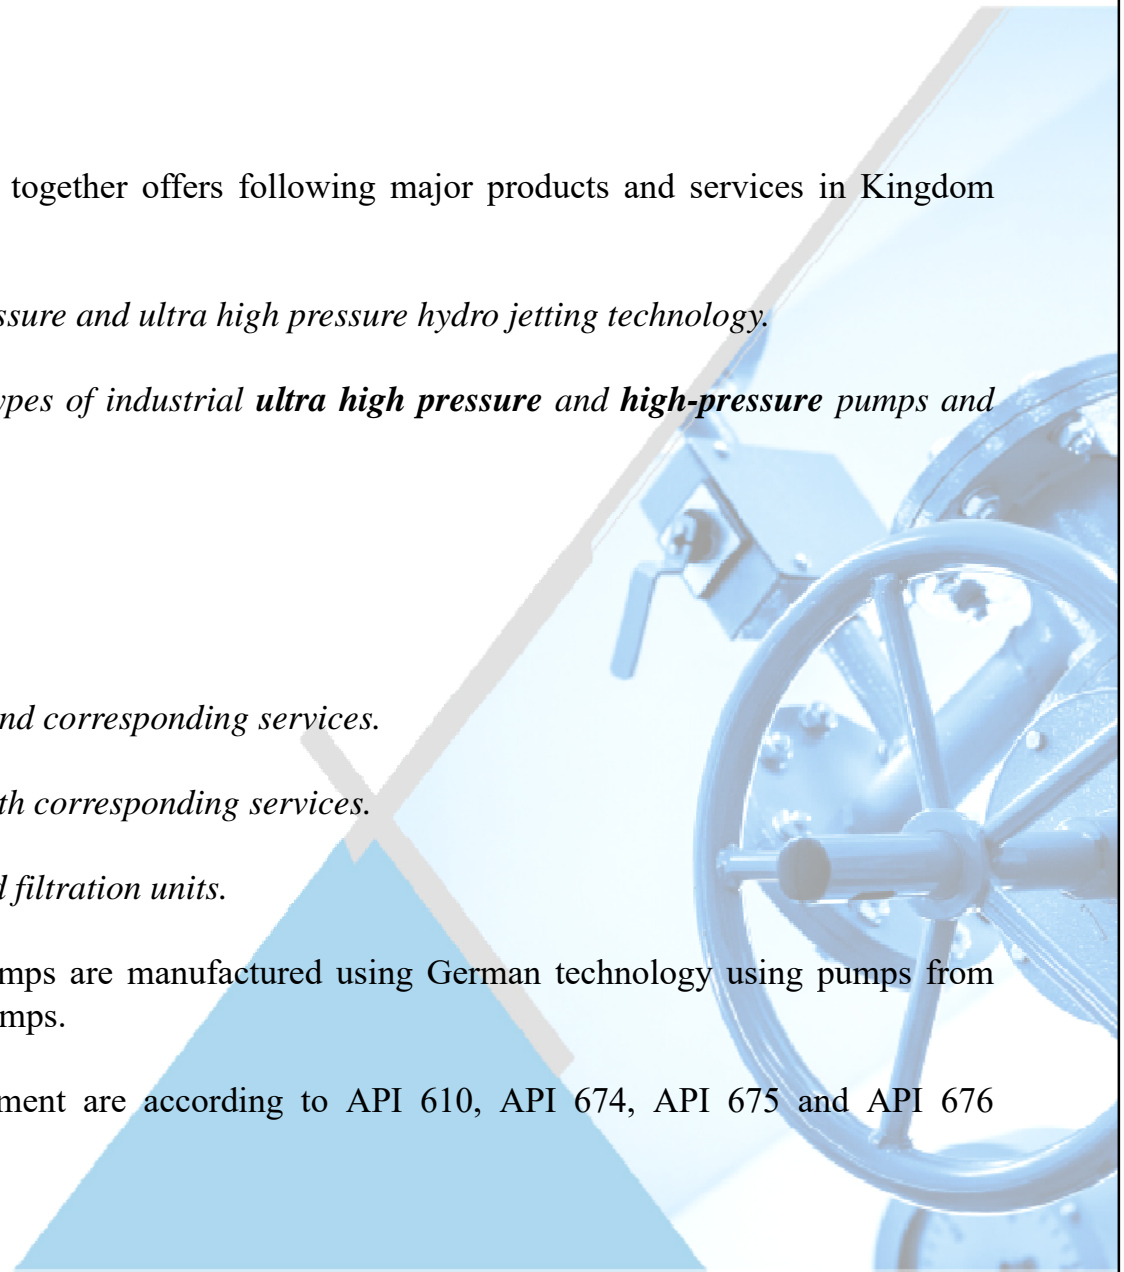 together offers following major products and services in Kingdom
ssure and ultra high pressure hydro jetting technology.
ypes of industrial ultra high pressure and high-pressure pumps and
nd corresponding services.
th corresponding services.
d filtration units.
mps are manufactured using German technology using pumps from
mps.
ment are according to API 610, API 674, API 675 and API 676